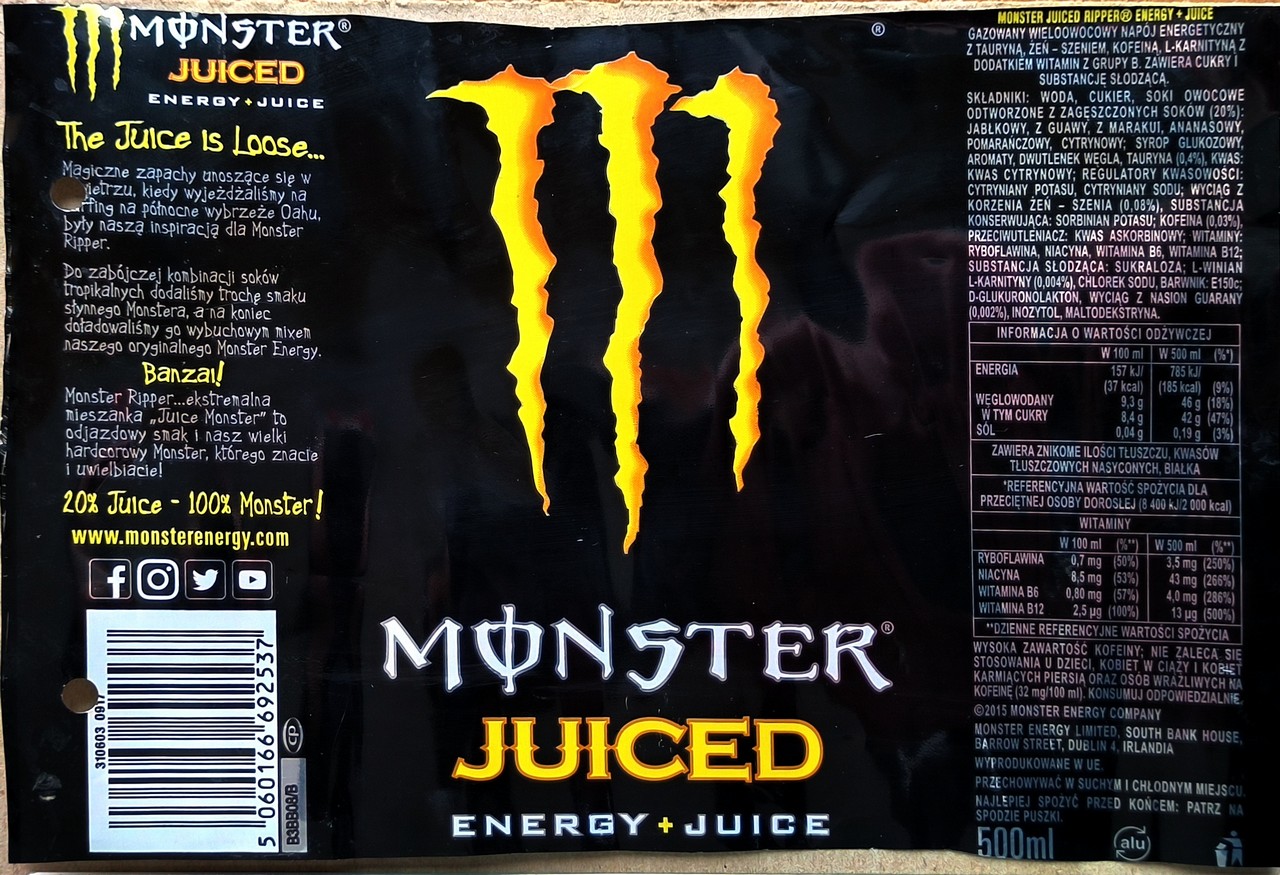 MONSTER®
JUICED
ENERGY+JUICE
The Juice is Loose...
Magiczne zapachy unoszące się w
kiedy wyjeżdżaliśmy na
na północne wybrzeże Oahu,
były naszą inspiracją dla Monster
Ripper.
Do zabójczej kombinacji soków
tropikalnych dodaliśmy trochę smaku
słynnego Monstera, a na koniec
doładowaliśmy go wybuchowym mixem
naszego oryginalnego Monster Energy.
Banzai!
Monster Ripper...ekstremalna
mieszanka „Juice Monster” to
odjazdowy smak i nasz wielki
hardcorowy Monster, którego znacie
i uwielbiacie!
20% Juice - 100% Monster!
www.monsterenergy.com
310603 09/17
5 060166 692537
CP
B3BB08/B
®
MONSTER®
JUICED
ENERGY+JUICE
MONSTER JUICED RIPPER® ENERGY + JUICE
GAZOWANY WIELOOWOCOWY NAPÓJ ENERGETYCZNY
Z TAURYNĄ, ŻEŃ – SZENIEM, KOFEINĄ, L-KARNITYNĄ Z
DODATKIEM WITAMIN Z GRUPY B. ZAWIERA CUKRY I
SUBSTANCJĘ SŁODZĄCĄ.
SKŁADNIKI: WODA, CUKIER, SOKI OWOCOWE
ODTWORZONE Z ZAGĘSZCZONYCH SOKÓW (20%):
JABŁKOWY, Z GUAWY, Z MARAKUI, ANANASOWY,
POMARAŃCZOWY, CYTRYNOWY; SYROP GLUKOZOWY,
AROMATY, DWUTLENEK WĘGLA, TAURYNA (0,4%), KWAS:
KWAS CYTRYNOWY; REGULATORY KWASOWOŚCI:
CYTRYNIANY POTASU, CYTRYNIANY SODU; WYCIĄG Z
KORZENIA ŻEŃ – SZENIA (0,08%), SUBSTANCJA
KONSERWUJĄCA: SORBINIAN POTASU; KOFEINA (0,03%),
PRZECIWUTLENIACZ: KWAS ASKORBINOWY; WITAMINY:
RYBOFLAWINA, NIACYNA, WITAMINA B6, WITAMINA B12;
SUBSTANCJA SŁODZĄCA: SUKRALOZA; L-WINIAN
L-KARNITYNY (0,004%), CHLOREK SODU, BARWNIK: E150c;
D-GLUKURONOLAKTON, WYCIĄG Z NASION GUARANY
(0,002%), INOZYTOL, MALTODEKSTRYNA.
INFORMACJA O WARTOŚCI ODŻYWCZEJ
W 100 ml W 500 ml (%*)
ENERGIA 157 kJ/ 785 kJ/
(37 kcal) (185 kcal) (9%)
WĘGLOWODANY 9,3 g 46 g (18%)
W TYM CUKRY 8,4 g 42 g (47%)
SÓL 0,04 g 0,19 g (3%)
ZAWIERA ZNIKOME ILOŚCI TŁUSZCZU, KWASÓW
TŁUSZCZOWYCH NASYCONYCH, BIAŁKA
*REFERENCYJNA WARTOŚĆ SPOŻYCIA DLA
PRZECIĘTNEJ OSOBY DOROSŁEJ (8 400 kJ/2 000 kcal)
WITAMINY
W 100 ml (%**) W 500 ml (%**)
RYBOFLAWINA 0,7 mg (50%) 3,5 mg (250%)
NIACYNA 8,5 mg (53%) 43 mg (266%)
WITAMINA B6 0,80 mg (57%) 4,0 mg (286%)
WITAMINA B12 2,5 µg (100%) 13 µg (500%)
**DZIENNE REFERENCYJNE WARTOŚCI SPOŻYCIA
WYSOKA ZAWARTOŚĆ KOFEINY; NIE ZALECA SIĘ
STOSOWANIA U DZIECI, KOBIET W CIĄŻY I KOBIET
KARMIĄCYCH PIERSIĄ ORAZ OSÓB WRAŻLIWYCH NA
KOFEINĘ (32 mg/100 ml). KONSUMUJ ODPOWIEDZIALNIE.
©2015 MONSTER ENERGY COMPANY
MONSTER ENERGY LIMITED, SOUTH BANK HOUSE,
BARROW STREET, DUBLIN 4, IRLANDIA
WYPRODUKOWANE W UE.
PRZECHOWYWAĆ W SUCHYM I CHŁODNYM MIEJSCU.
NAJLEPIEJ SPOŻYĆ PRZED KOŃCEM: PATRZ NA
SPODZIE PUSZKI.
500ml
alu